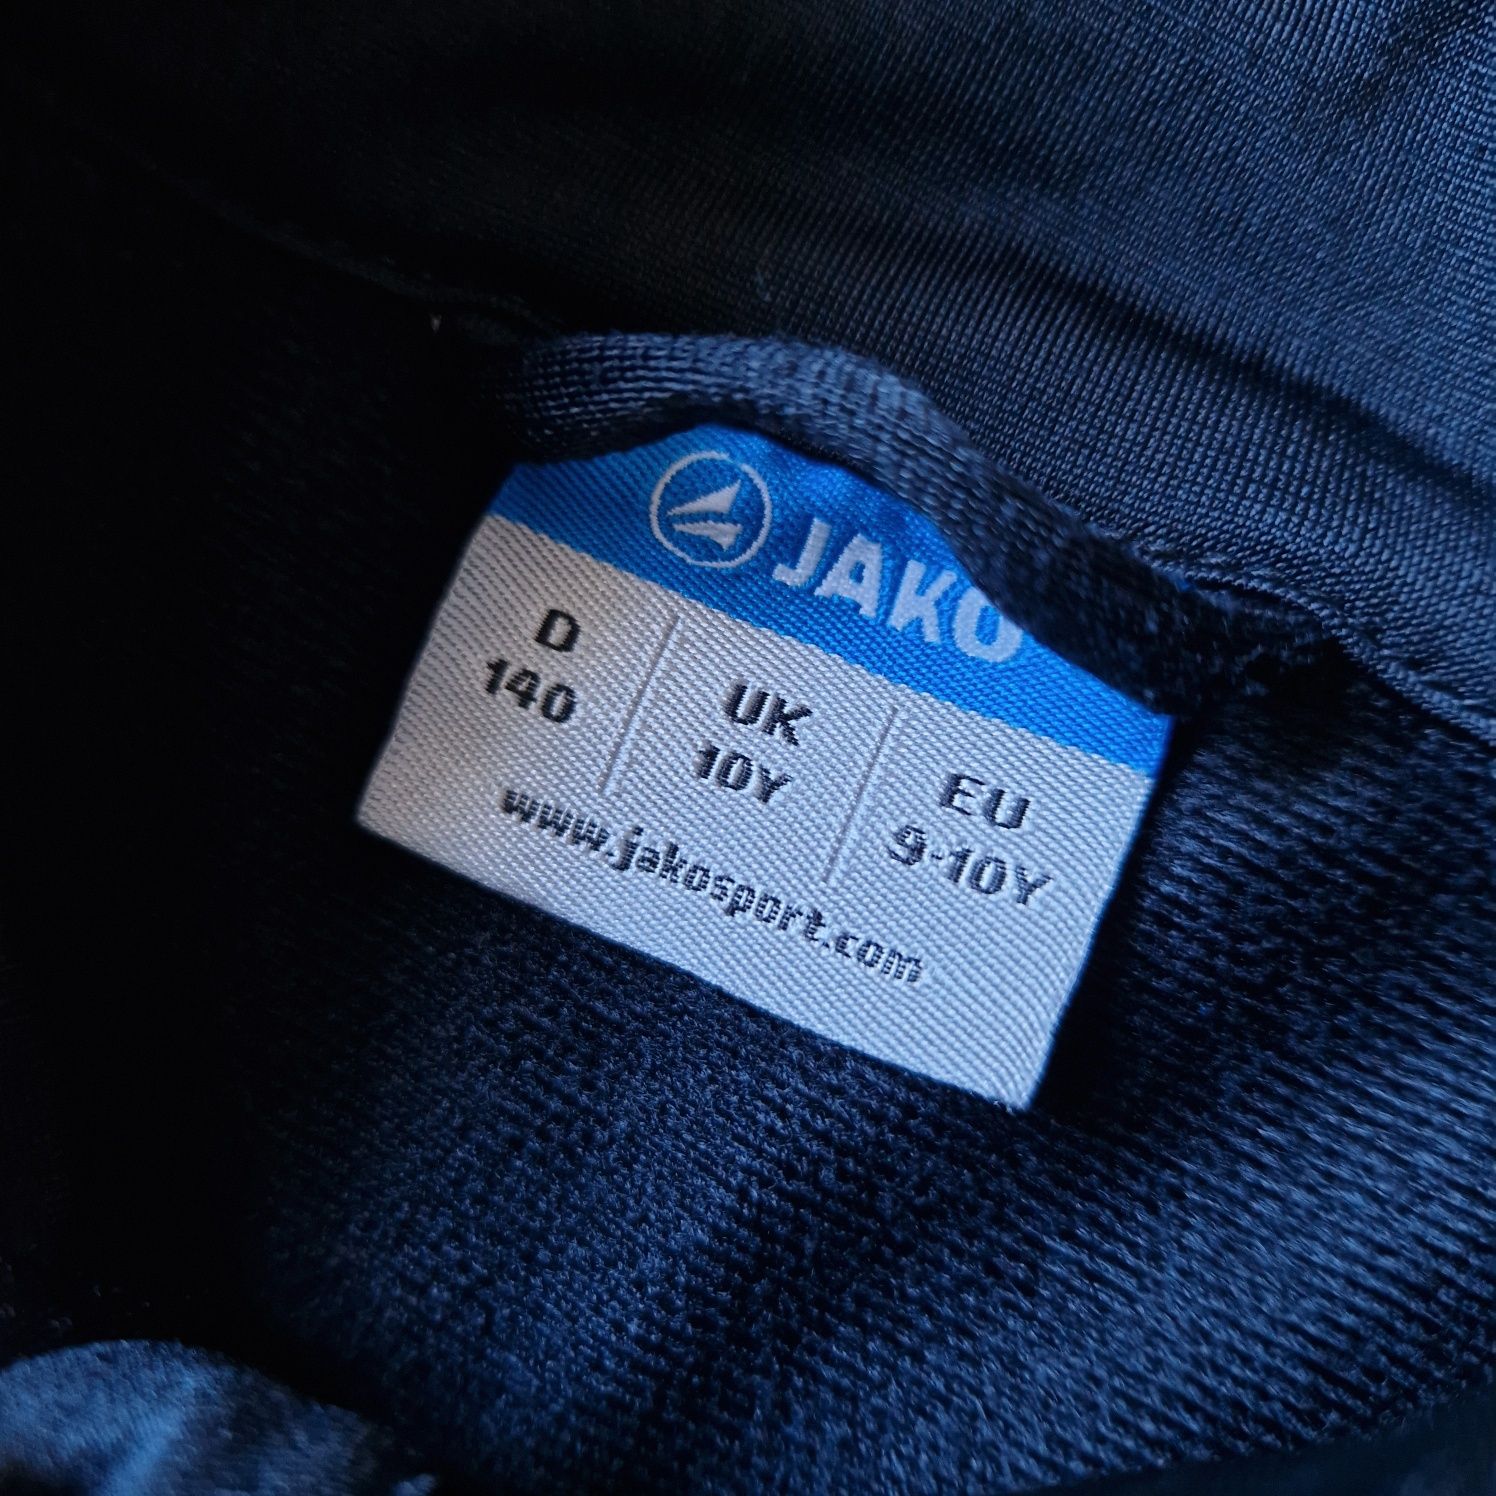 JAKO
D UK EU
140 10Y 9-10Y
www.jakosport.com